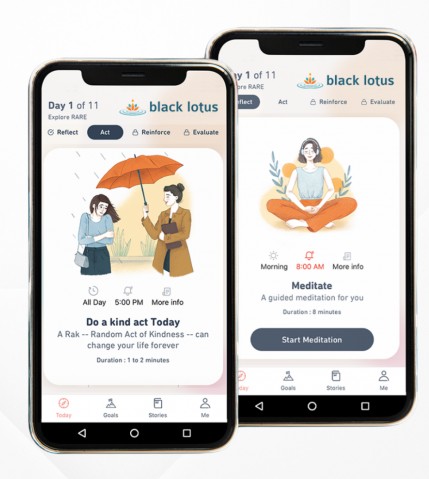 Day 1 of 11
Explore RARE
black lotus
Reflect Act Reinforce Evaluate
All Day 5:00 PM More info
Do a kind act Today
A Rak -- Random Act of Kindness -- can
change your life forever
Duration : 1 to 2 minutes
Today Goals Stories Me
y 1 of 11
ore RARE
black lotus
eflect Act Reinforce Evaluate
Morning 8:00 AM More info
Meditate
A guided meditation for you
Duration : 8 minutes
Start Meditation
oday Goals Stories Me